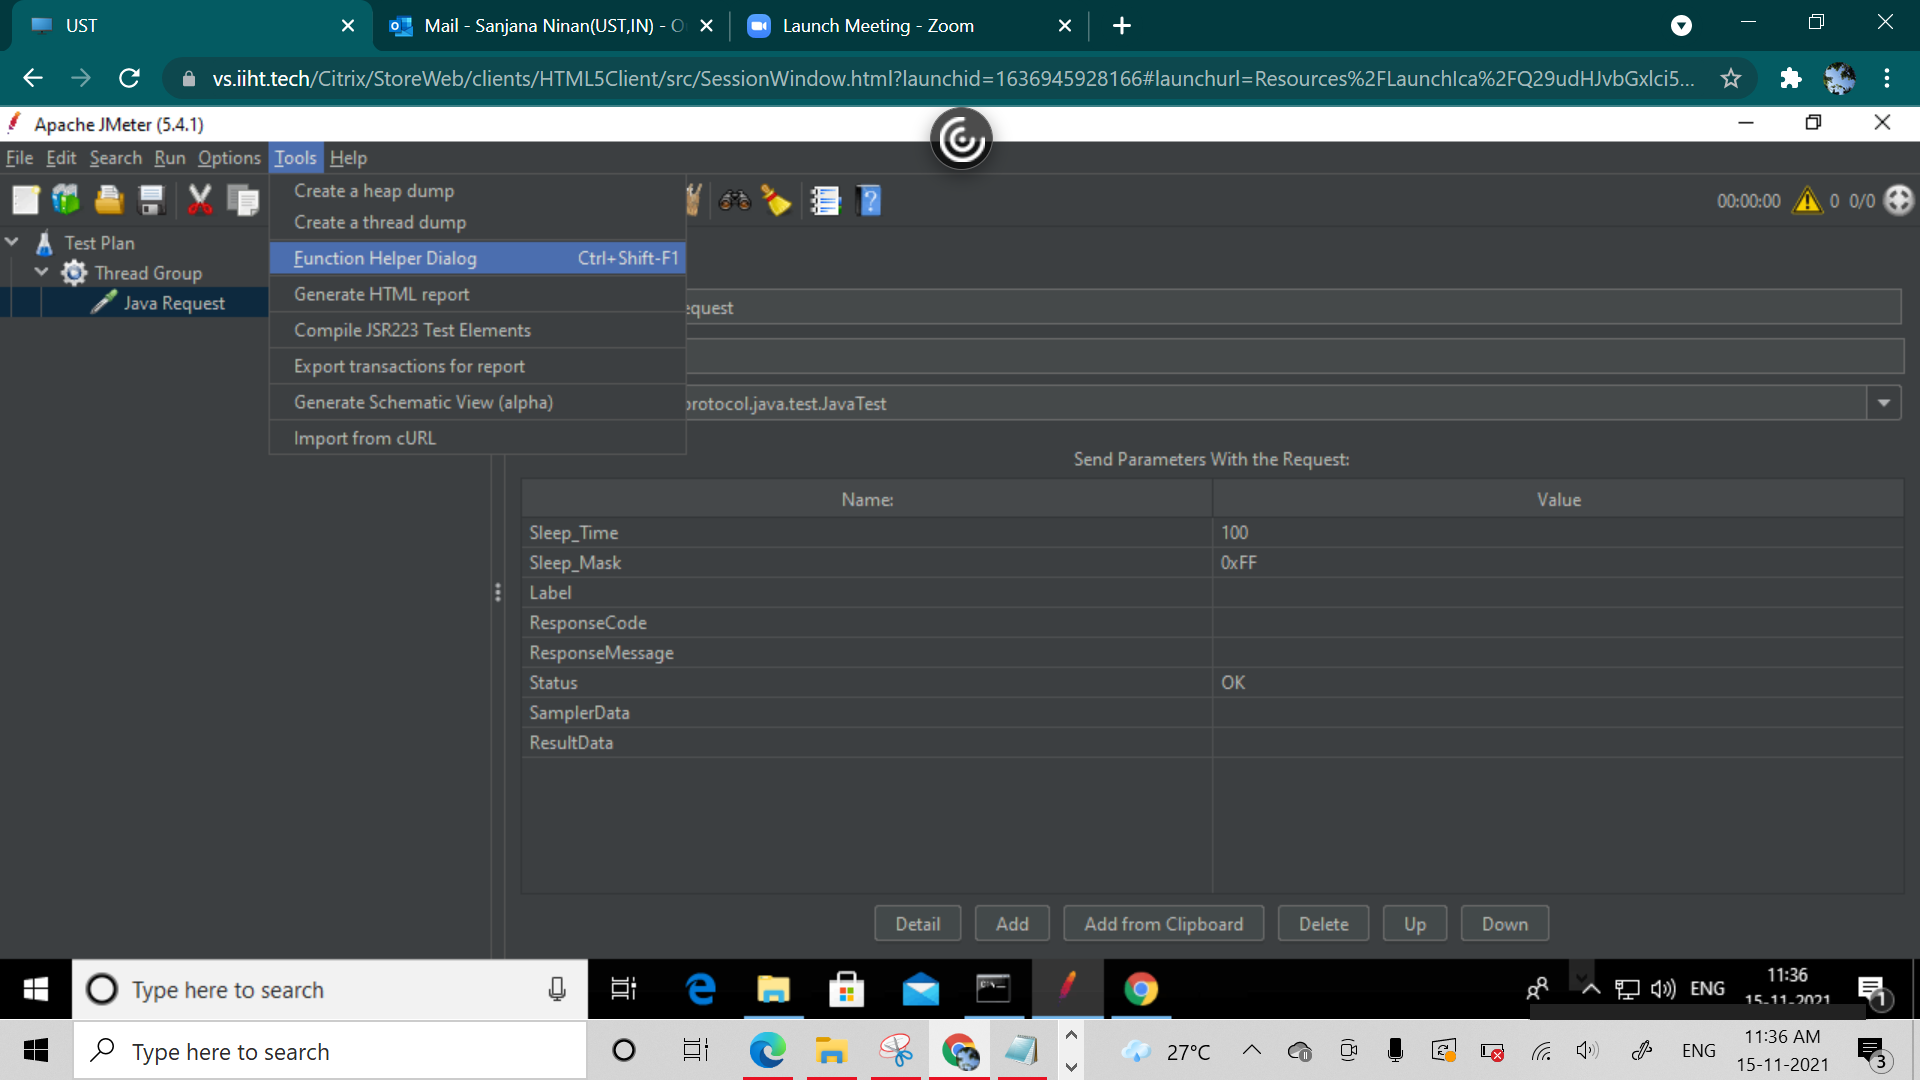 UST
Mail - Sanjana Ninan(UST,IN) - O
Launch Meeting - Zoom
vs.iiht.tech/Citrix/StoreWeb/clients/HTML5Client/src/SessionWindow.html?launchid=1636945928166#launchurl=Resources%2FLaunchIca%2FQ29udHJvbGxlci5...
Apache JMeter (5.4.1)
File Edit Search Run Options Tools Help
00:00:00 0 0/0
Create a heap dump
Create a thread dump
Function Helper Dialog Ctrl+Shift-F1
Generate HTML report
Compile JSR223 Test Elements
Export transactions for report
Generate Schematic View (alpha)
Import from cURL
Test Plan
Thread Group
Java Request
equest
protocol.java.test.JavaTest
Send Parameters With the Request:
Name: Value
Sleep_Time 100
Sleep_Mask 0xFF
Label
ResponseCode
ResponseMessage
Status OK
SamplerData
ResultData
Detail Add Add from Clipboard Delete Up Down
Type here to search
ENG
11:36
15-11-2021
1
Type here to search
27°C
ENG
11:36 AM
15-11-2021
3